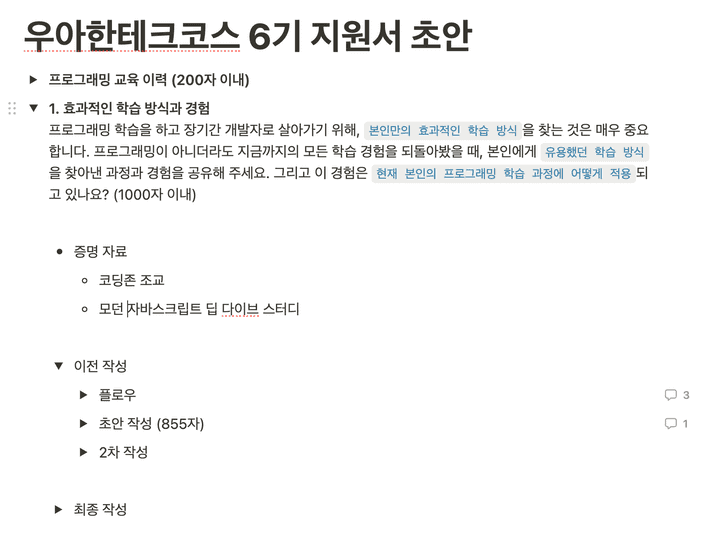 우아한테크코스 6기 지원서 초안
프로그래밍 교육 이력 (200자 이내)
1. 효과적인 학습 방식과 경험
프로그래밍 학습을 하고 장기간 개발자로 살아가기 위해, 본인만의 효과적인 학습 방식 을 찾는 것은 매우 중요
합니다. 프로그래밍이 아니더라도 지금까지의 모든 학습 경험을 되돌아봤을 때, 본인에게 유용했던 학습 방식
을 찾아낸 과정과 경험을 공유해 주세요. 그리고 이 경험은 현재 본인의 프로그래밍 학습 과정에 어떻게 적용 되
고 있나요? (1000자 이내)
증명 자료
코딩존 조교
모던 자바스크립트 딥 다이브 스터디
이전 작성
플로우
3
초안 작성 (855자)
1
2차 작성
최종 작성